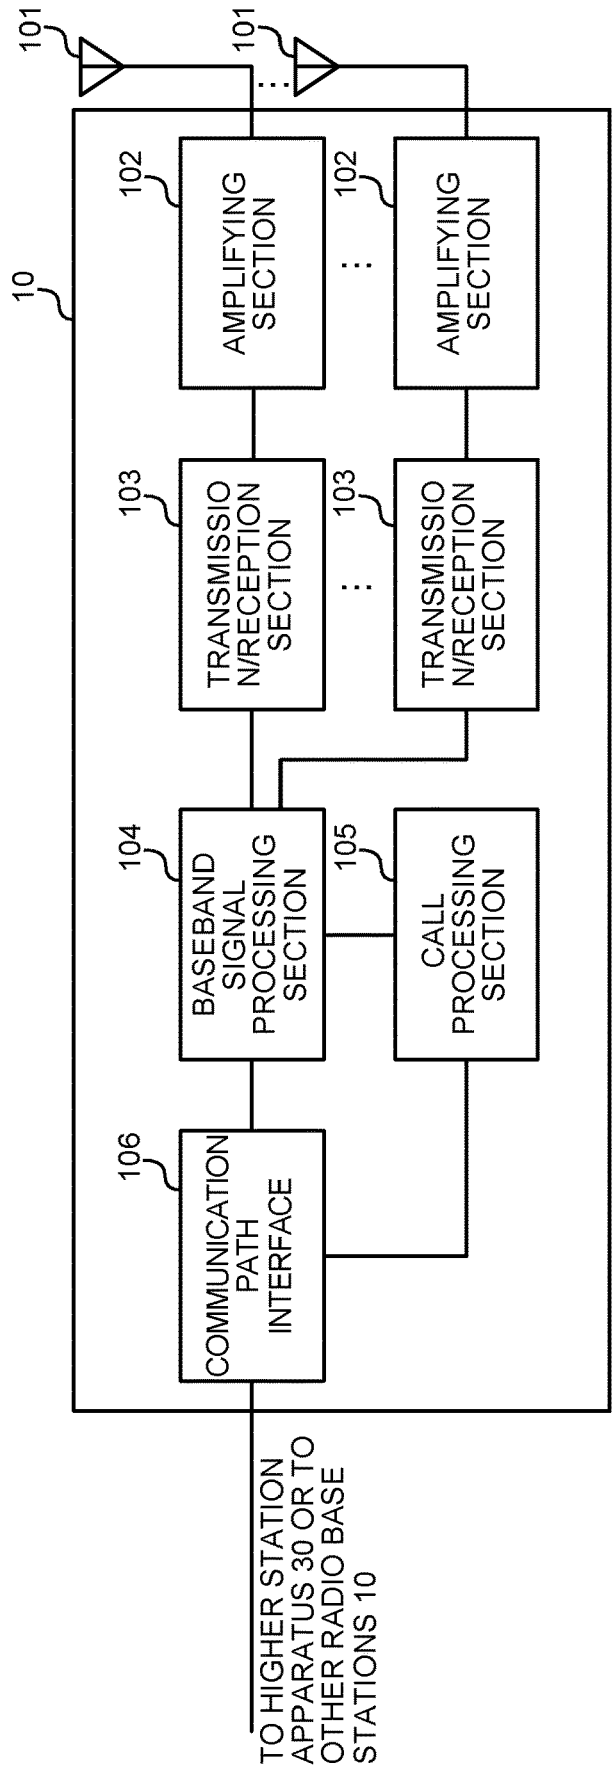 10
101
101
...
102
AMPLIFYING
SECTION
...
102
AMPLIFYING
SECTION
103
TRANSMISSIO
N/RECEPTION
SECTION
...
103
TRANSMISSIO
N/RECEPTION
SECTION
104
BASEBAND
SIGNAL
PROCESSING
SECTION
105
CALL
PROCESSING
SECTION
106
COMMUNICATION
PATH
INTERFACE
TO HIGHER STATION
APPARATUS 30 OR TO
OTHER RADIO BASE
STATIONS 10